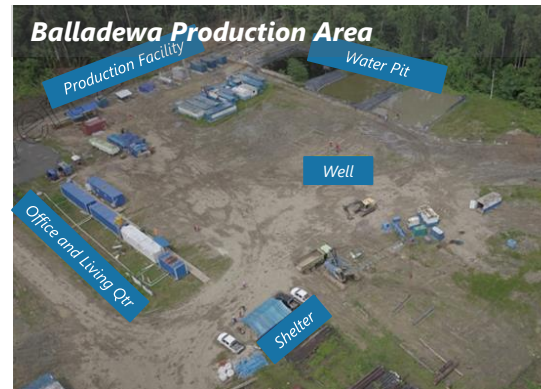 Balladewa Production Area
Production Facility
Water Pit
Well
Office and Living Qtr
Shelter